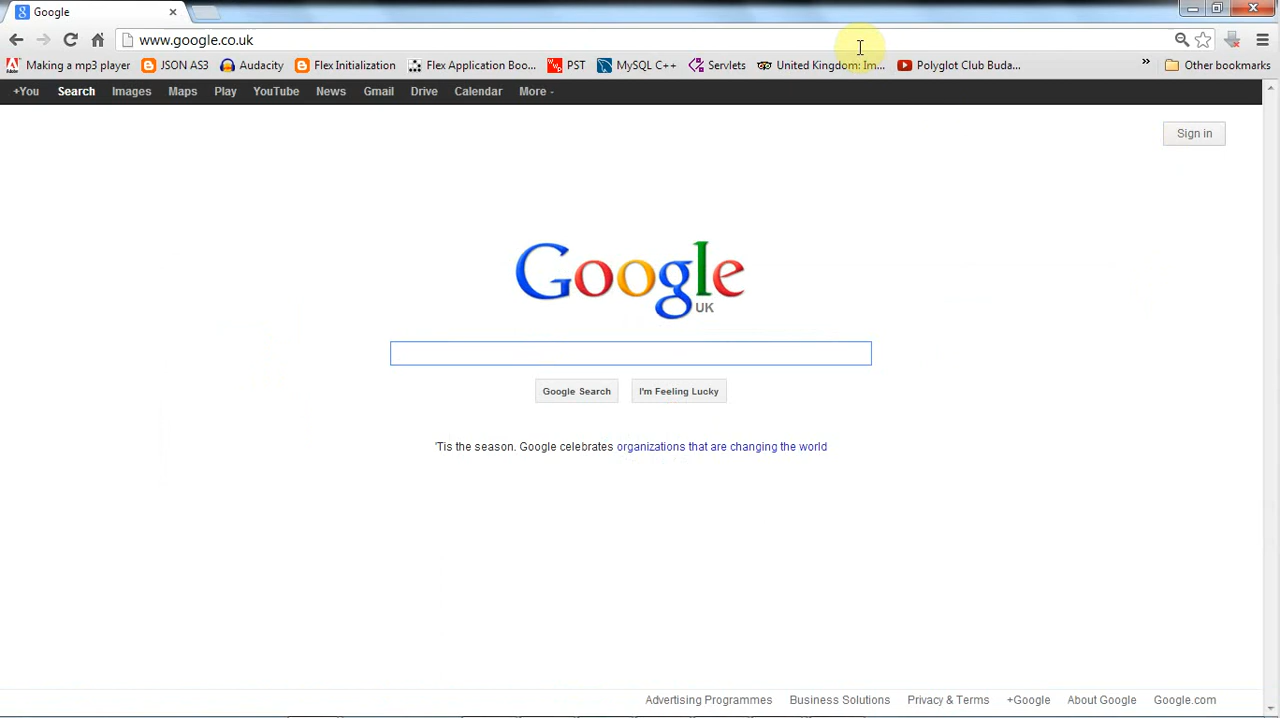 Google
www.google.co.uk
Making a mp3 player JSON AS3 Audacity Flex Initialization Flex Application Boo... PST MySQL C++ Servlets United Kingdom: Im... Polyglot Club Buda... » Other bookmarks
+You Search Images Maps Play YouTube News Gmail Drive Calendar More
Sign in
Google
UK
Google Search I'm Feeling Lucky
'Tis the season. Google celebrates organizations that are changing the world
Advertising Programmes Business Solutions Privacy & Terms +Google About Google Google.com